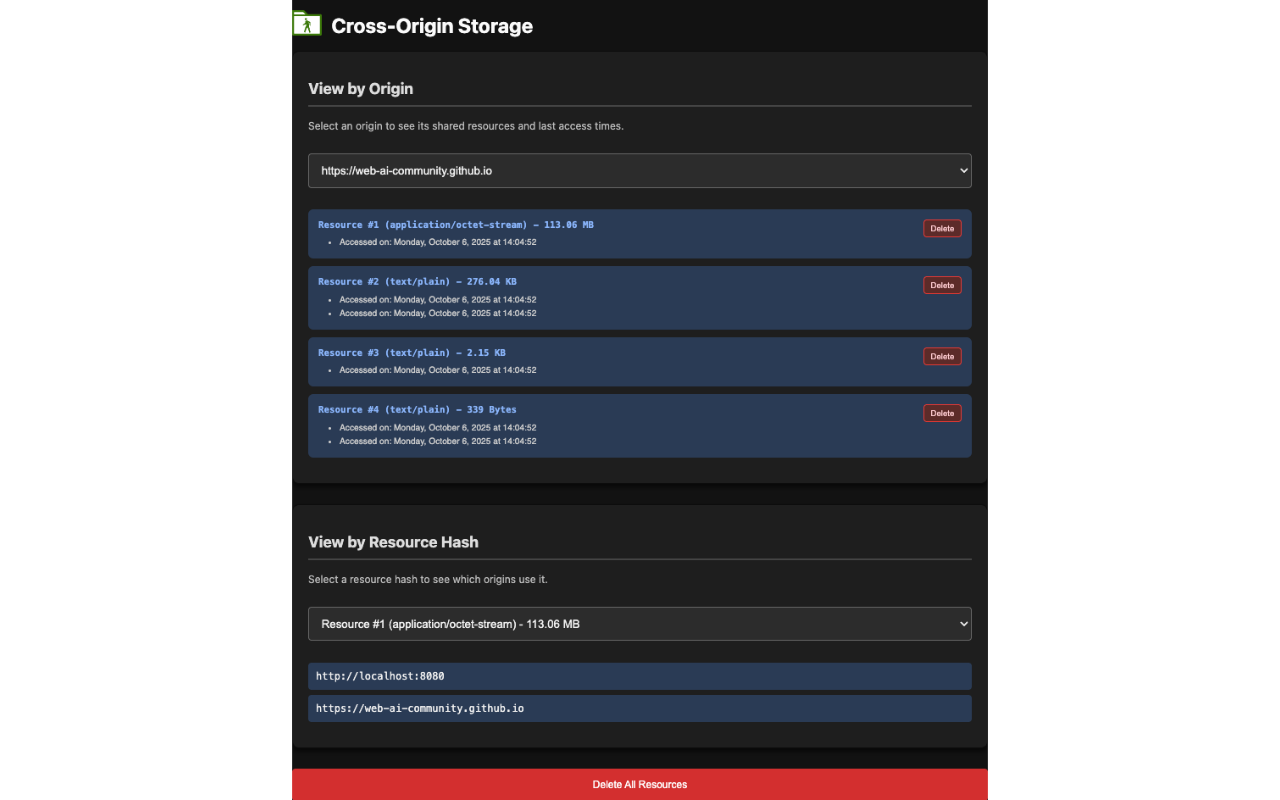 Cross-Origin Storage
View by Origin
Select an origin to see its shared resources and last access times.
https://web-ai-community.github.io
Resource #1 (application/octet-stream) – 113.06 MB
Delete
• Accessed on: Monday, October 6, 2025 at 14:04:52
Resource #2 (text/plain) – 276.04 KB
Delete
• Accessed on: Monday, October 6, 2025 at 14:04:52
• Accessed on: Monday, October 6, 2025 at 14:04:52
Resource #3 (text/plain) – 2.15 KB
Delete
• Accessed on: Monday, October 6, 2025 at 14:04:52
Resource #4 (text/plain) – 339 Bytes
Delete
• Accessed on: Monday, October 6, 2025 at 14:04:52
• Accessed on: Monday, October 6, 2025 at 14:04:52
View by Resource Hash
Select a resource hash to see which origins use it.
Resource #1 (application/octet-stream) - 113.06 MB
http://localhost:8080
https://web-ai-community.github.io
Delete All Resources